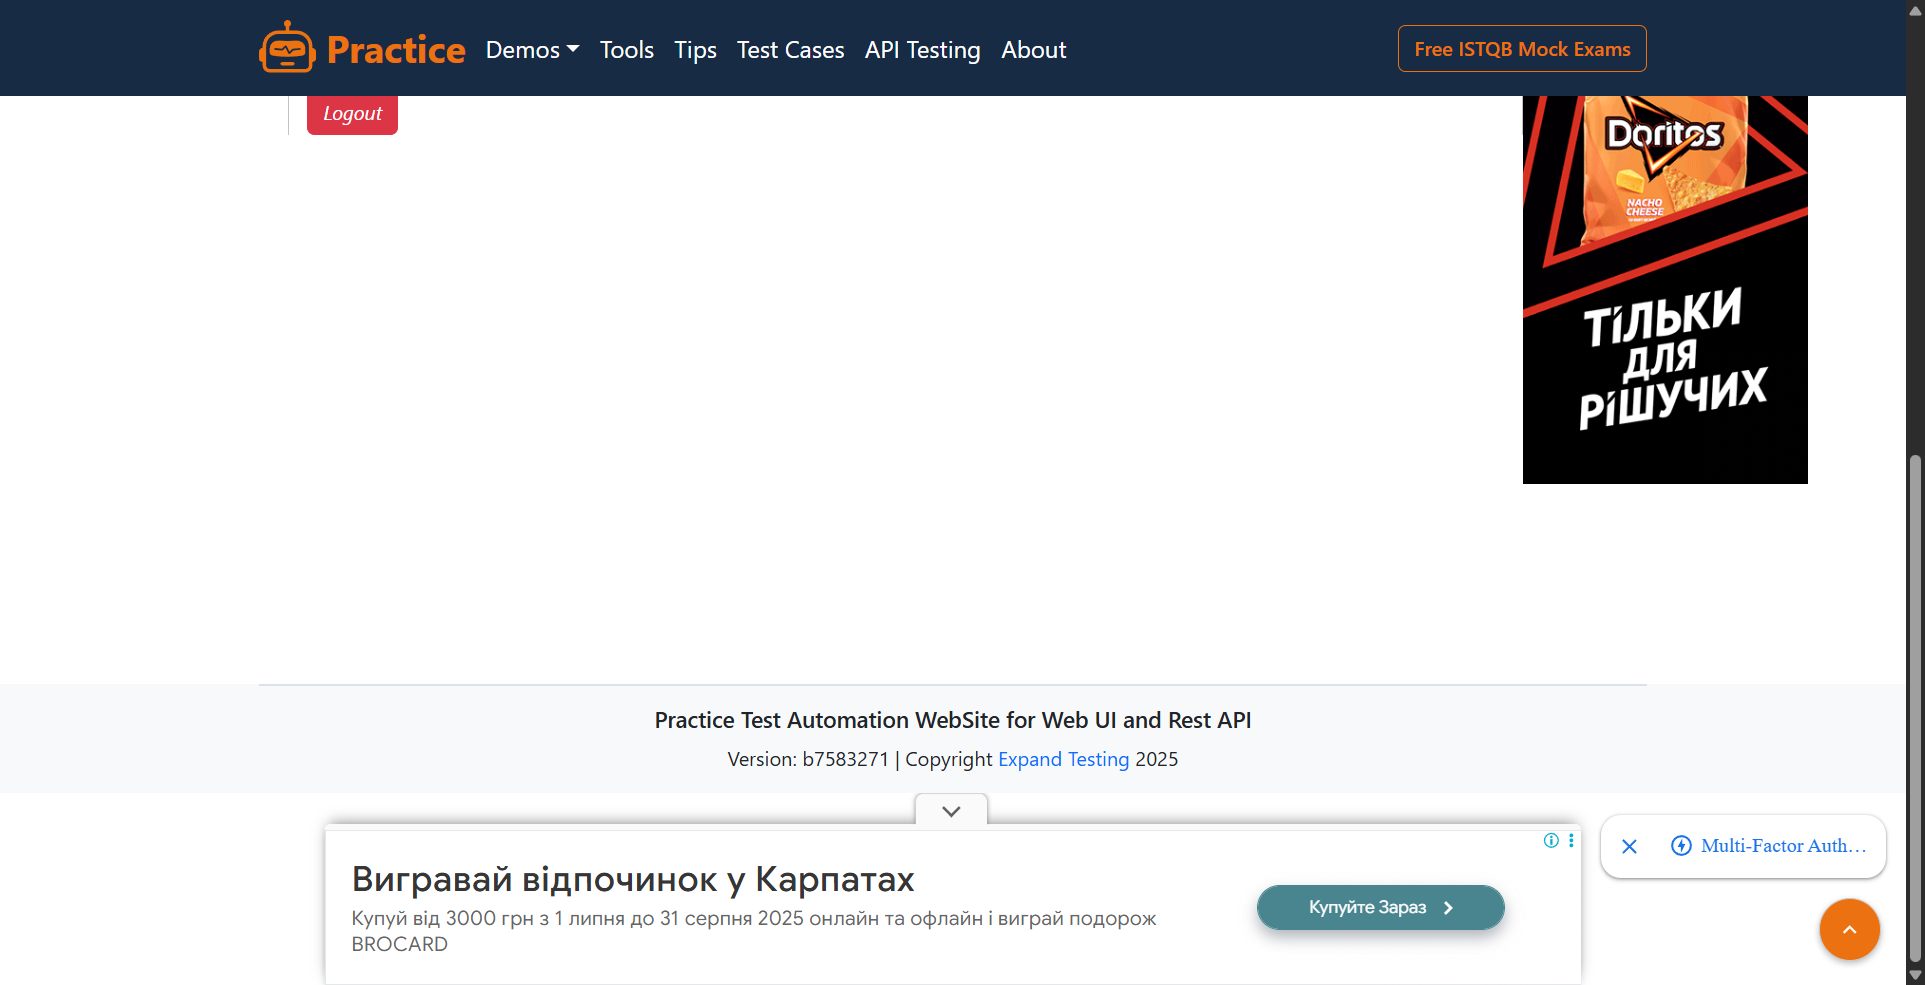 Practice Demos Tools Tips Test Cases API Testing About Free ISTQB Mock Exams
Logout
Doritos
NACHO
CHEESE
ТІЛЬКИ
ДЛЯ
РІШУЧИХ
Practice Test Automation WebSite for Web UI and Rest API
Version: b7583271 | Copyright Expand Testing 2025
Вигравай відпочинок у Карпатах
Купуй від 3000 грн з 1 липня до 31 серпня 2025 онлайн та офлайн і виграй подорож
BROCARD
Купуйте Зараз
Multi-Factor Auth...